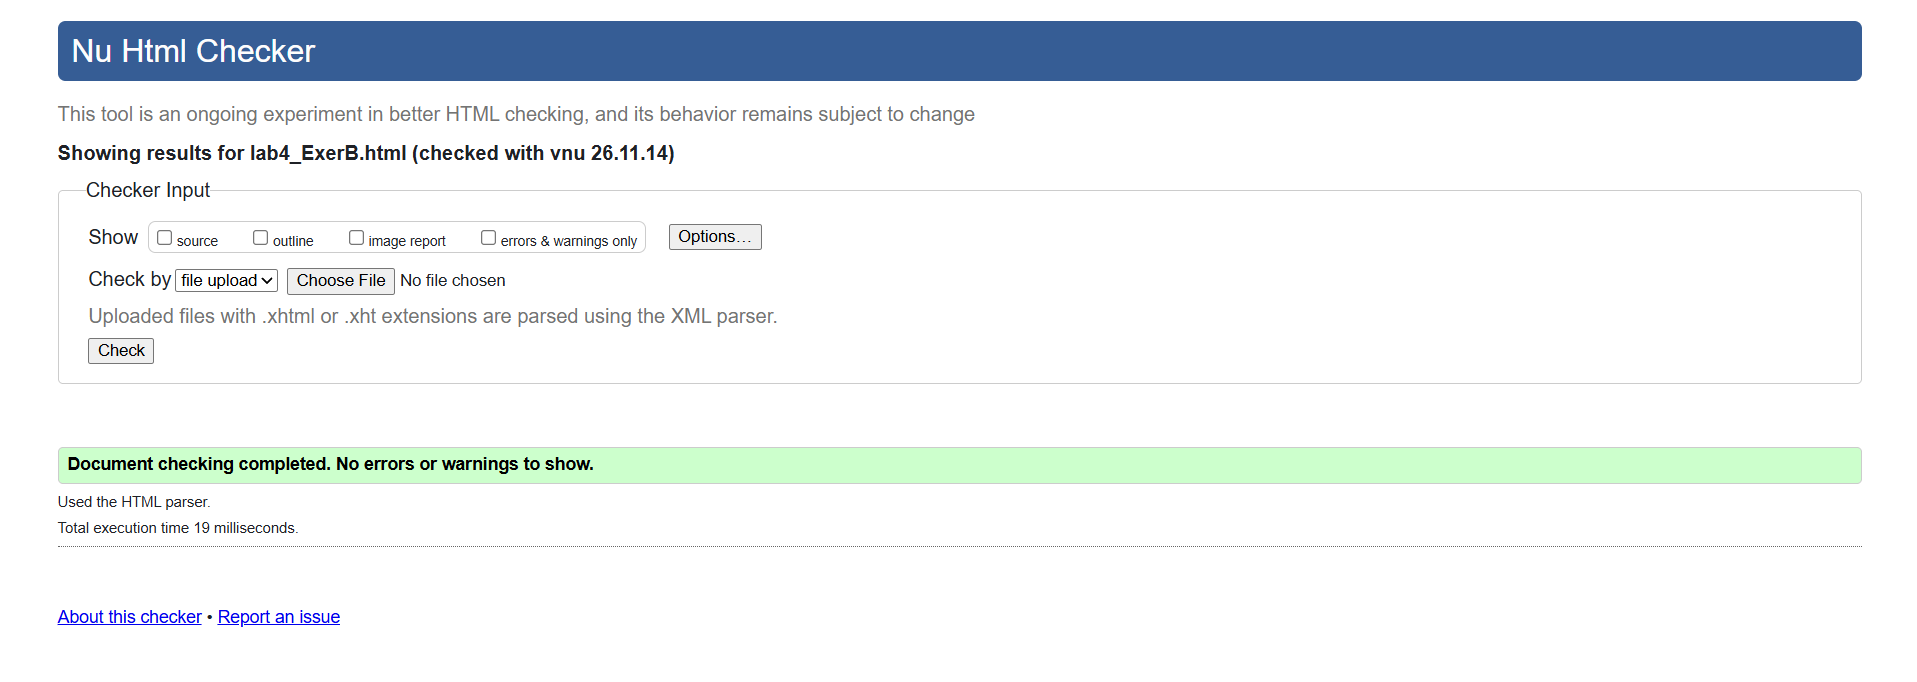 Nu Html Checker
This tool is an ongoing experiment in better HTML checking, and its behavior remains subject to change
Showing results for lab4_ExerB.html (checked with vnu 26.11.14)
Checker Input
Show source outline image report errors & warnings only Options...
Check by file upload Choose File No file chosen
Uploaded files with .xhtml or .xht extensions are parsed using the XML parser.
Check
Document checking completed. No errors or warnings to show.
Used the HTML parser.
Total execution time 19 milliseconds.
About this checker • Report an issue